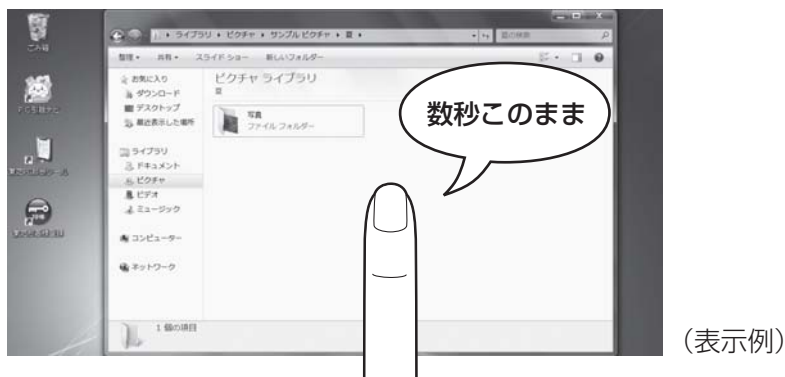 ごみ箱
ライブラリ ▸ ピクチャ ▸ サンプル ピクチャ ▸ 夏 ▸
夏の検索
整理 ▾ 共有 ▾ スライド ショー 新しいフォルダー
お気に入り
ダウンロード
デスクトップ
最近表示した場所
ライブラリ
ドキュメント
ピクチャ
ビデオ
ミュージック
コンピューター
ネットワーク
ピクチャ ライブラリ
夏
写真
ファイル フォルダー
数秒このまま
1 個の項目
(表示例)